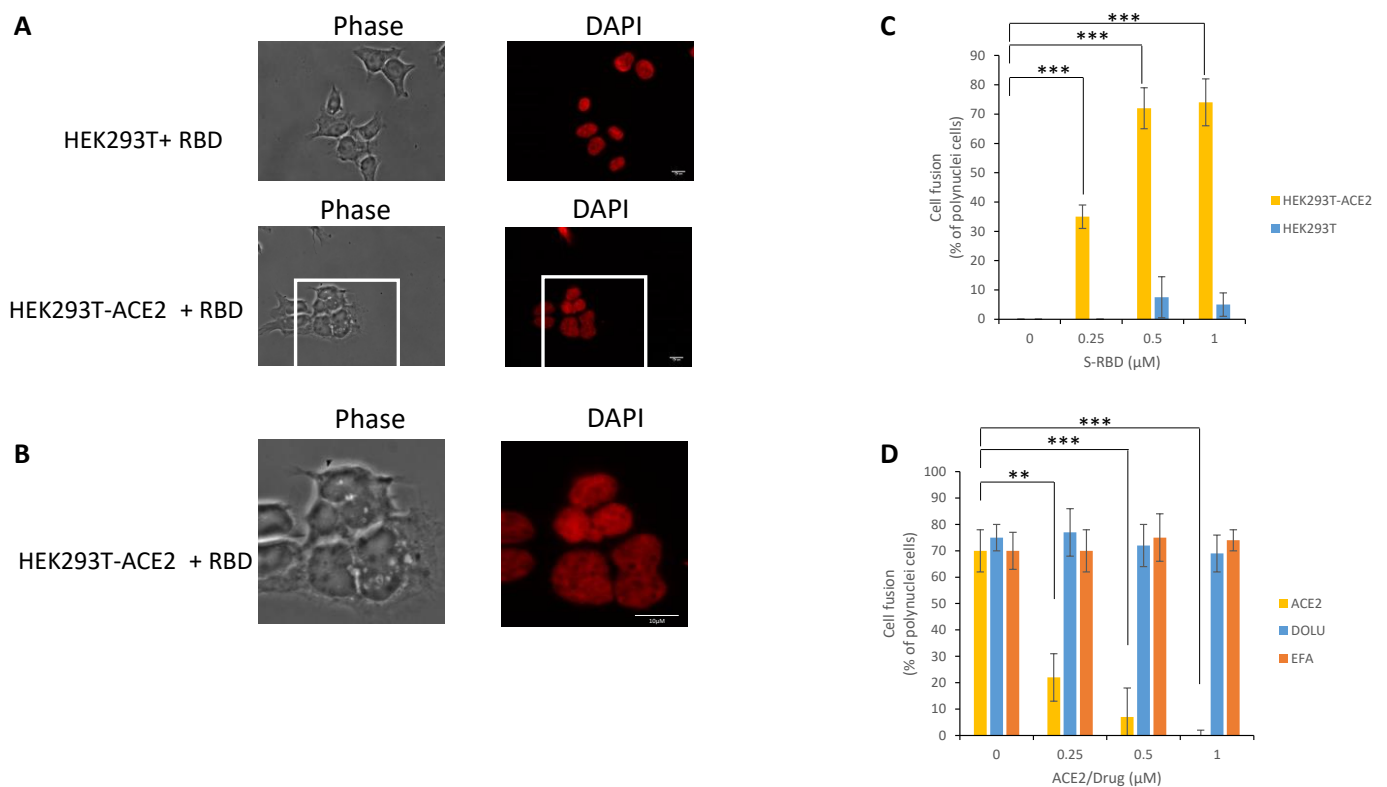 A
Phase
DAPI
HEK293T+ RBD
Phase
DAPI
HEK293T-ACE2 + RBD
B
Phase
DAPI
HEK293T-ACE2 + RBD
10µM
C
***
***
***
90
80
70
60
50
40
30
20
10
0
Cell fusion
(% of polynuclei cells)
0 0.25 0.5 1
S-RBD (µM)
HEK293T-ACE2
HEK293T
D
***
***
**
100
90
80
70
60
50
40
30
20
10
0
Cell fusion
(% of polynuclei cells)
0 0.25 0.5 1
ACE2/Drug (µM)
ACE2
DOLU
EFA